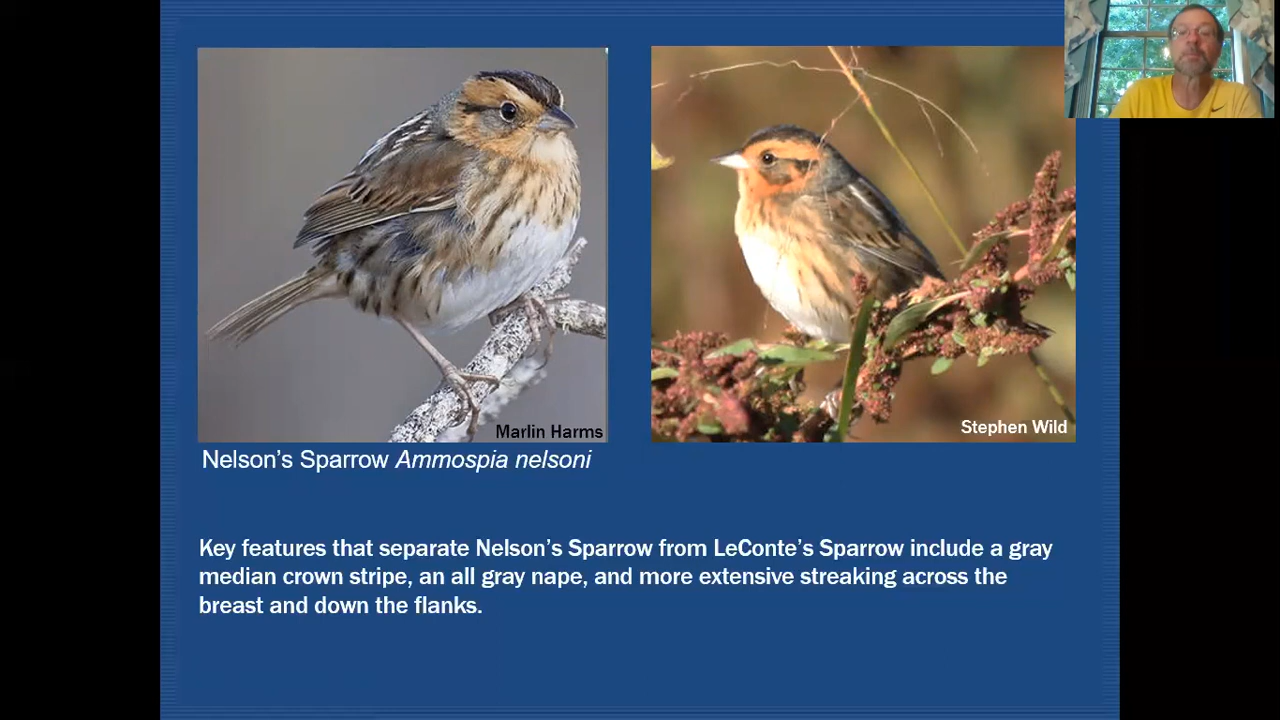 Marlin Harms
Stephen Wild
Nelson's Sparrow Ammospia nelsoni
Key features that separate Nelson's Sparrow from LeConte's Sparrow include a gray
median crown stripe, an all gray nape, and more extensive streaking across the
breast and down the flanks.